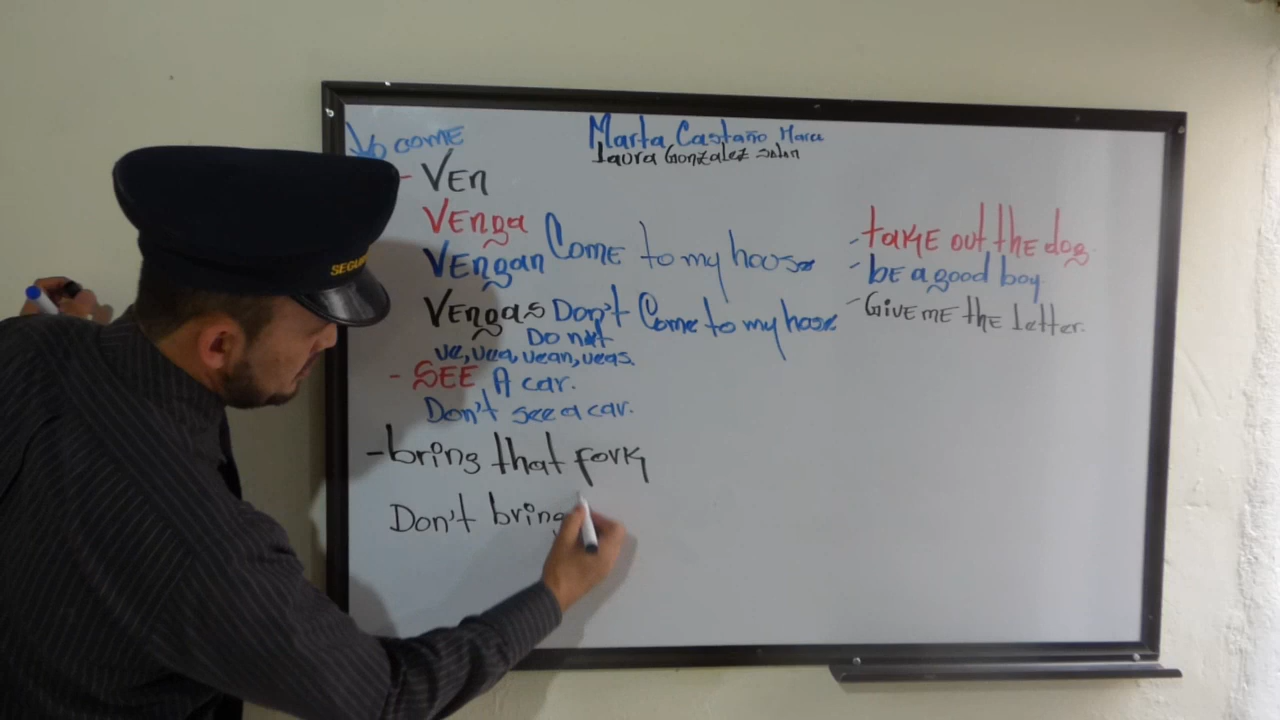 To come
Marta Castaño Mara
Laura Gonzalez
- Ven
Venga
Vengan Come to my house
Vengas Don't Come to my house
Do not
ve, vea, vean, veas.
- SEE A car.
Don't see a car.
- bring that fork
Don't bring
- take out the dog.
- be a good boy
- Give me the letter.
SEGU